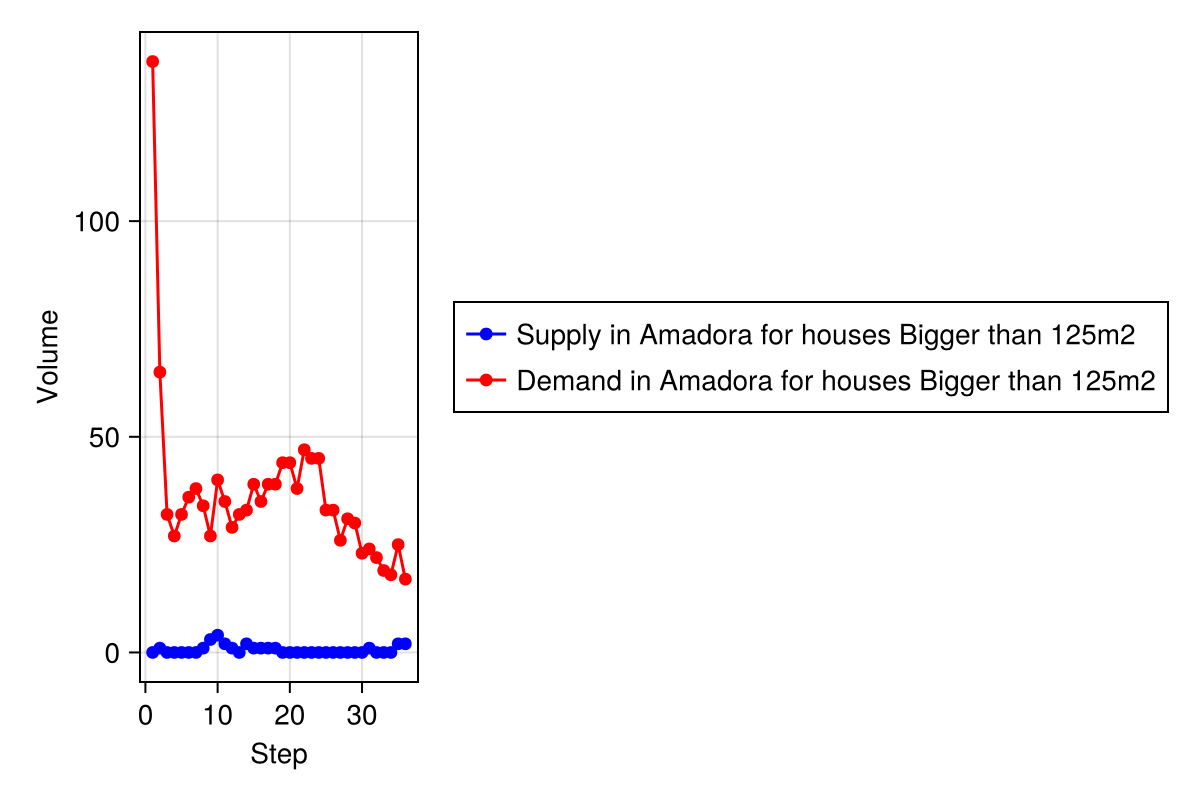 100
50
0
Volume
0 10 20 30
Step
Supply in Amadora for houses Bigger than 125m2
Demand in Amadora for houses Bigger than 125m2